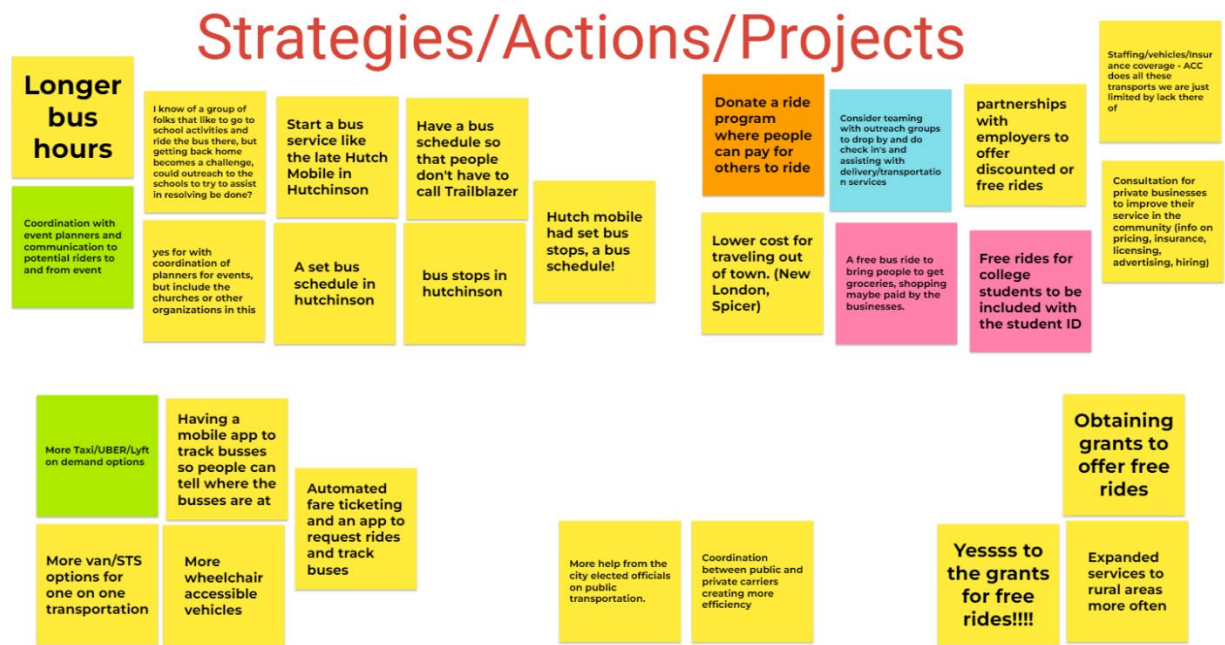 Strategies/Actions/Projects
Longer
bus
hours
I know of a group of
folks that like to go to
school activities and
ride the bus there, but
getting back home
becomes a challenge,
could outreach to the
schools to try to assist
in resolving be done?
Start a bus
service like
the late Hutch
Mobile in
Hutchinson
Have a bus
schedule so
that people
don't have to
call Trailblazer
Hutch mobile
had set bus
stops, a bus
schedule!
Coordination with
event planners and
communication to
potential riders to
and from event
yes for with
coordination of
planners for events,
but include the
churches or other
organizations in this
A set bus
schedule in
hutchinson
bus stops in
hutchinson
Donate a ride
program
where people
can pay for
others to ride
Consider teaming
with outreach groups
to drop by and do
check in's and
assisting with
delivery/transportatio
n services
partnerships
with
employers to
offer
discounted or
free rides
Staffing/vehicles/Insur
ance coverage - ACC
does all these
transports we are just
limited by lack there
of
Lower cost for
traveling out
of town. (New
London,
Spicer)
A free bus ride to
bring people to get
groceries, shopping
maybe paid by the
businesses.
Free rides for
college
students to be
included with
the student ID
Consultation for
private businesses
to improve their
service in the
community (info on
pricing, insurance,
licensing,
advertising, hiring)
More Taxi/UBER/Lyft
on demand options
Having a
mobile app to
track busses
so people can
tell where the
busses are at
Automated
fare ticketing
and an app to
request rides
and track
buses
More van/STS
options for
one on one
transportation
More
wheelchair
accessible
vehicles
More help from the
city elected officials
on public
transportation.
Coordination
between public and
private carriers
creating more
efficiency
Obtaining
grants to
offer free
rides
Yessss to
the grants
for free
rides!!!!
Expanded
services to
rural areas
more often